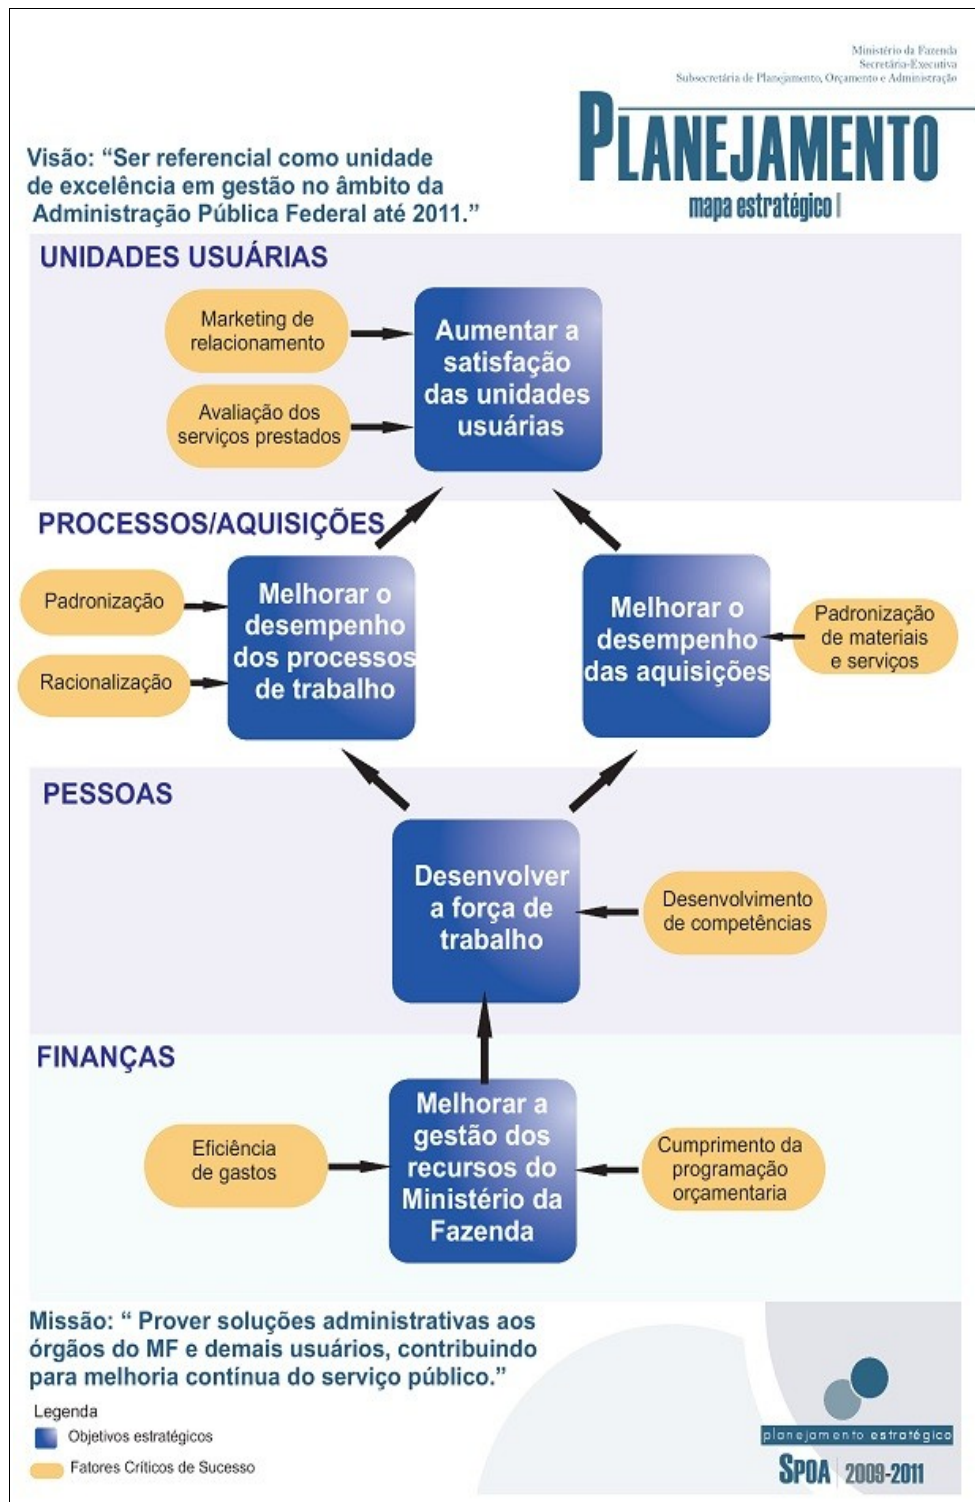 Ministério da Fazenda
Secretária-Executiva
Subsecretária de Planejamento, Orçamento e Administração
PLANEJAMENTO
mapa estratégico
Visão: “Ser referencial como unidade
de excelência em gestão no âmbito da
Administração Pública Federal até 2011.”
UNIDADES USUÁRIAS
Marketing de
relacionamento
Avaliação dos
serviços prestados
Aumentar a
satisfação
das unidades
usuárias
PROCESSOS/AQUISIÇÕES
Padronização
Racionalização
Melhorar o
desempenho
dos processos
de trabalho
Melhorar o
desempenho
das aquisições
Padronização
de materiais
e serviços
PESSOAS
Desenvolver
a força de
trabalho
Desenvolvimento
de competências
FINANÇAS
Eficiência
de gastos
Melhorar a
gestão dos
recursos do
Ministério da
Fazenda
Cumprimento da
programação
orçamentaria
Missão: “ Prover soluções administrativas aos
órgãos do MF e demais usuários, contribuindo
para melhoria contínua do serviço público.”
Legenda
Objetivos estratégicos
Fatores Críticos de Sucesso
planejamento estratégico
SPOA 2009-2011